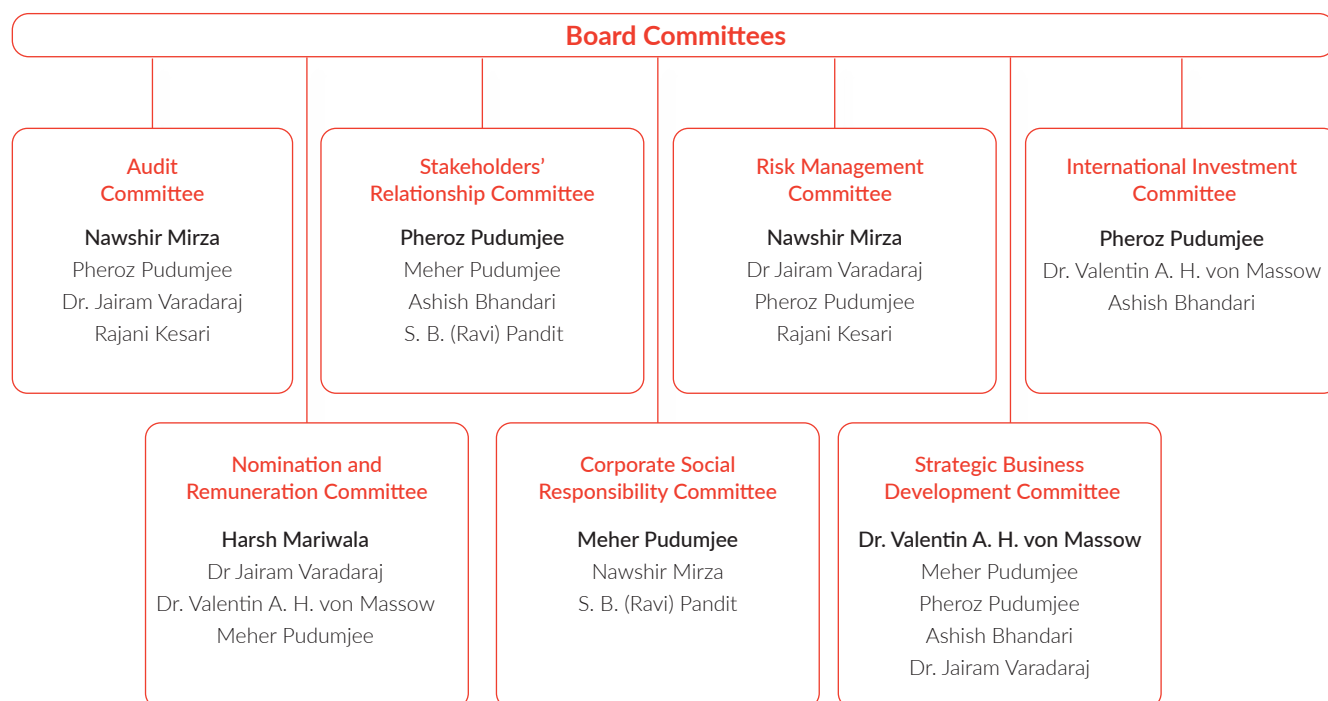 Board Committees
Audit
Committee
Nawshir Mirza
Pheroz Pudumjee
Dr. Jairam Varadaraj
Rajani Kesari
Stakeholders’
Relationship Committee
Pheroz Pudumjee
Meher Pudumjee
Ashish Bhandari
S. B. (Ravi) Pandit
Risk Management
Committee
Nawshir Mirza
Dr Jairam Varadaraj
Pheroz Pudumjee
Rajani Kesari
International Investment
Committee
Pheroz Pudumjee
Dr. Valentin A. H. von Massow
Ashish Bhandari
Nomination and
Remuneration Committee
Harsh Mariwala
Dr Jairam Varadaraj
Dr. Valentin A. H. von Massow
Meher Pudumjee
Corporate Social
Responsibility Committee
Meher Pudumjee
Nawshir Mirza
S. B. (Ravi) Pandit
Strategic Business
Development Committee
Dr. Valentin A. H. von Massow
Meher Pudumjee
Pheroz Pudumjee
Ashish Bhandari
Dr. Jairam Varadaraj